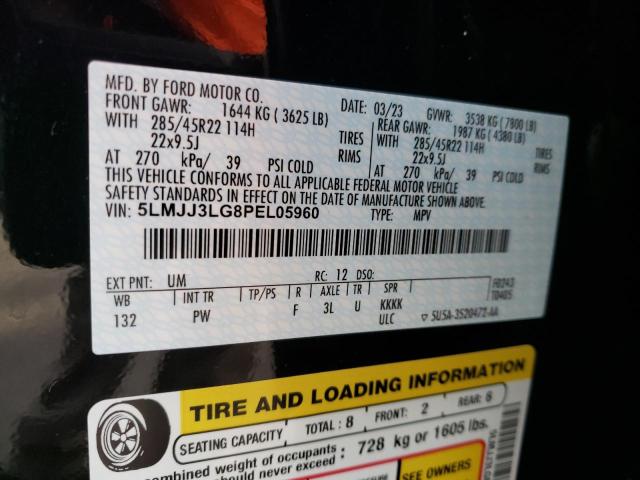 MFD. BY FORD MOTOR CO.
DATE: 03/23 GVWR: 3538 KG (7800 LB)
FRONT GAWR: 1644 KG (3625 LB) REAR GAWR: 1987 KG (4380 LB)
WITH 285/45R22 114H TIRES WITH 285/45R22 114H TIRES
22x9.5J RIMS 22x9.5J RIMS
AT 270 kPa/ 39 PSI COLD AT 270 kPa/ 39 PSI COLD
THIS VEHICLE CONFORMS TO ALL APPLICABLE FEDERAL MOTOR VEHICLE
SAFETY STANDARDS IN EFFECT ON THE DATE OF MANUFACTURE SHOWN ABOVE.
VIN: 5LMJJ3LG8PEL05960 TYPE: MPV
EXT PNT: UM RC: 12 DSO: F0243
T0405
WB INT TR TP/PS R AXLE TR SPR
132 PW F 3L U KKKK
ULC 5U5A-3520472-AA
TIRE AND LOADING INFORMATION
SEATING CAPACITY TOTAL: 8 FRONT: 2 REAR: 6
combined weight of occupants
should never exceed: 728 kg or 1605 lbs.
SEE OWNERS